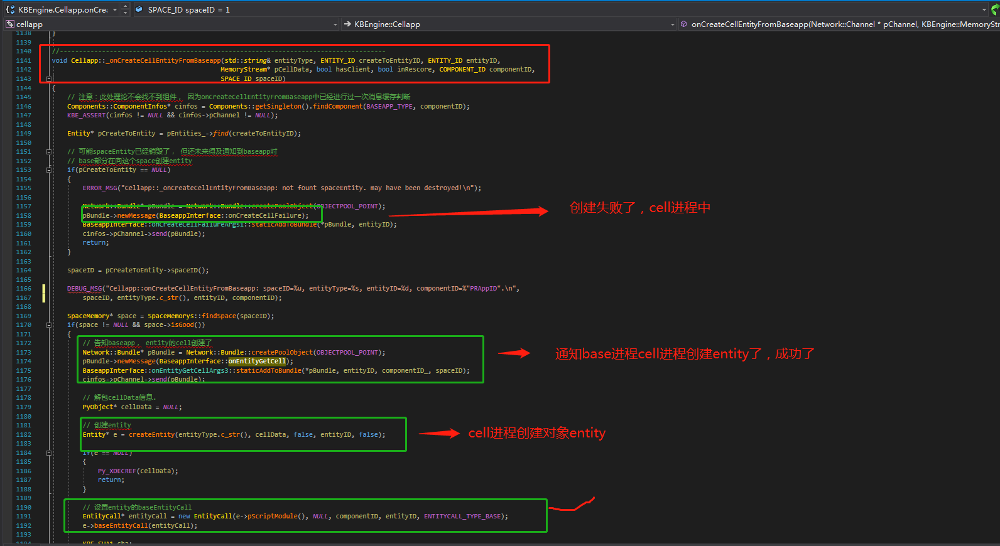 KBEngine.Cellapp.onCrea
SPACE_ID spaceID = 1
cellapp
KBEngine::Cellapp
onCreateCellEntityFromBaseapp(Network::Channel * pChannel, KBEngine::MemoryStr
1138 }
1139
1140 //------------------------------------------------------------------------------------
1141 void Cellapp::_onCreateCellEntityFromBaseapp(std::string& entityType, ENTITY_ID createToEntityID, ENTITY_ID entityID,
1142 MemoryStream* pCellData, bool hasClient, bool inRescore, COMPONENT_ID componentID,
1143 SPACE_ID spaceID)
1144 {
1145 // 注意：此处理论不会找不到组件， 因为onCreateCellEntityFromBaseapp中已经进行过一次消息缓存判断
1146 Components::ComponentInfos* cinfos = Components::getSingleton().findComponent(BASEAPP_TYPE, componentID);
1147 KBE_ASSERT(cinfos != NULL && cinfos->pChannel != NULL);
1148
1149 Entity* pCreateToEntity = pEntities_->find(createToEntityID);
1150
1151 // 可能spaceEntity已经销毁了， 但还未来得及通知到baseapp时
1152 // base部分在向这个space创建entity
1153 if(pCreateToEntity == NULL)
1154 {
1155 ERROR_MSG("Cellapp::_onCreateCellEntityFromBaseapp: not fount spaceEntity. may have been destroyed!\n");
1156
1157 Network::Bundle* pBundle = Network::Bundle::createPoolObject(OBJECTPOOL_POINT);
1158 pBundle->newMessage(BaseappInterface::onCreateCellFailure);
创建失败了，cell进程中
1159 BaseappInterface::onCreateCellFailureArgs1::staticAddToBundle(*pBundle, entityID);
1160 cinfos->pChannel->send(pBundle);
1161 return;
1162 }
1163
1164 spaceID = pCreateToEntity->spaceID();
1165
1166 DEBUG_MSG("Cellapp::onCreateCellEntityFromBaseapp: spaceID=%u, entityType=%s, entityID=%d, componentID=%"PRAppID".\n",
1167 spaceID, entityType.c_str(), entityID, componentID);
1168
1169 SpaceMemory* space = SpaceMemorys::findSpace(spaceID);
1170 if(space != NULL && space->isGood())
1171 {
1172 // 告知baseapp， entity的cell创建了
1173 Network::Bundle* pBundle = Network::Bundle::createPoolObject(OBJECTPOOL_POINT);
通知base进程cell进程创建entity了，成功了
1174 pBundle->newMessage(BaseappInterface::onEntityGetCell);
1175 BaseappInterface::onEntityGetCellArgs3::staticAddToBundle(*pBundle, entityID, componentID_, spaceID);
1176 cinfos->pChannel->send(pBundle);
1177
1178 // 解包cellData信息.
1179 PyObject* cellData = NULL;
1180
1181 // 创建entity
1182 Entity* e = createEntity(entityType.c_str(), cellData, false, entityID, false);
cell进程创建对象entity
1183
1184 if(e == NULL)
1185 {
1186 Py_XDECREF(cellData);
1187 return;
1188 }
1189
1190 // 设置entity的baseEntityCall
1191 EntityCall* entityCall = new EntityCall(e->pScriptModule(), NULL, componentID, entityID, ENTITYCALL_TYPE_BASE);
1192 e->baseEntityCall(entityCall);
1193
1194 KBE_SHA1 sha;